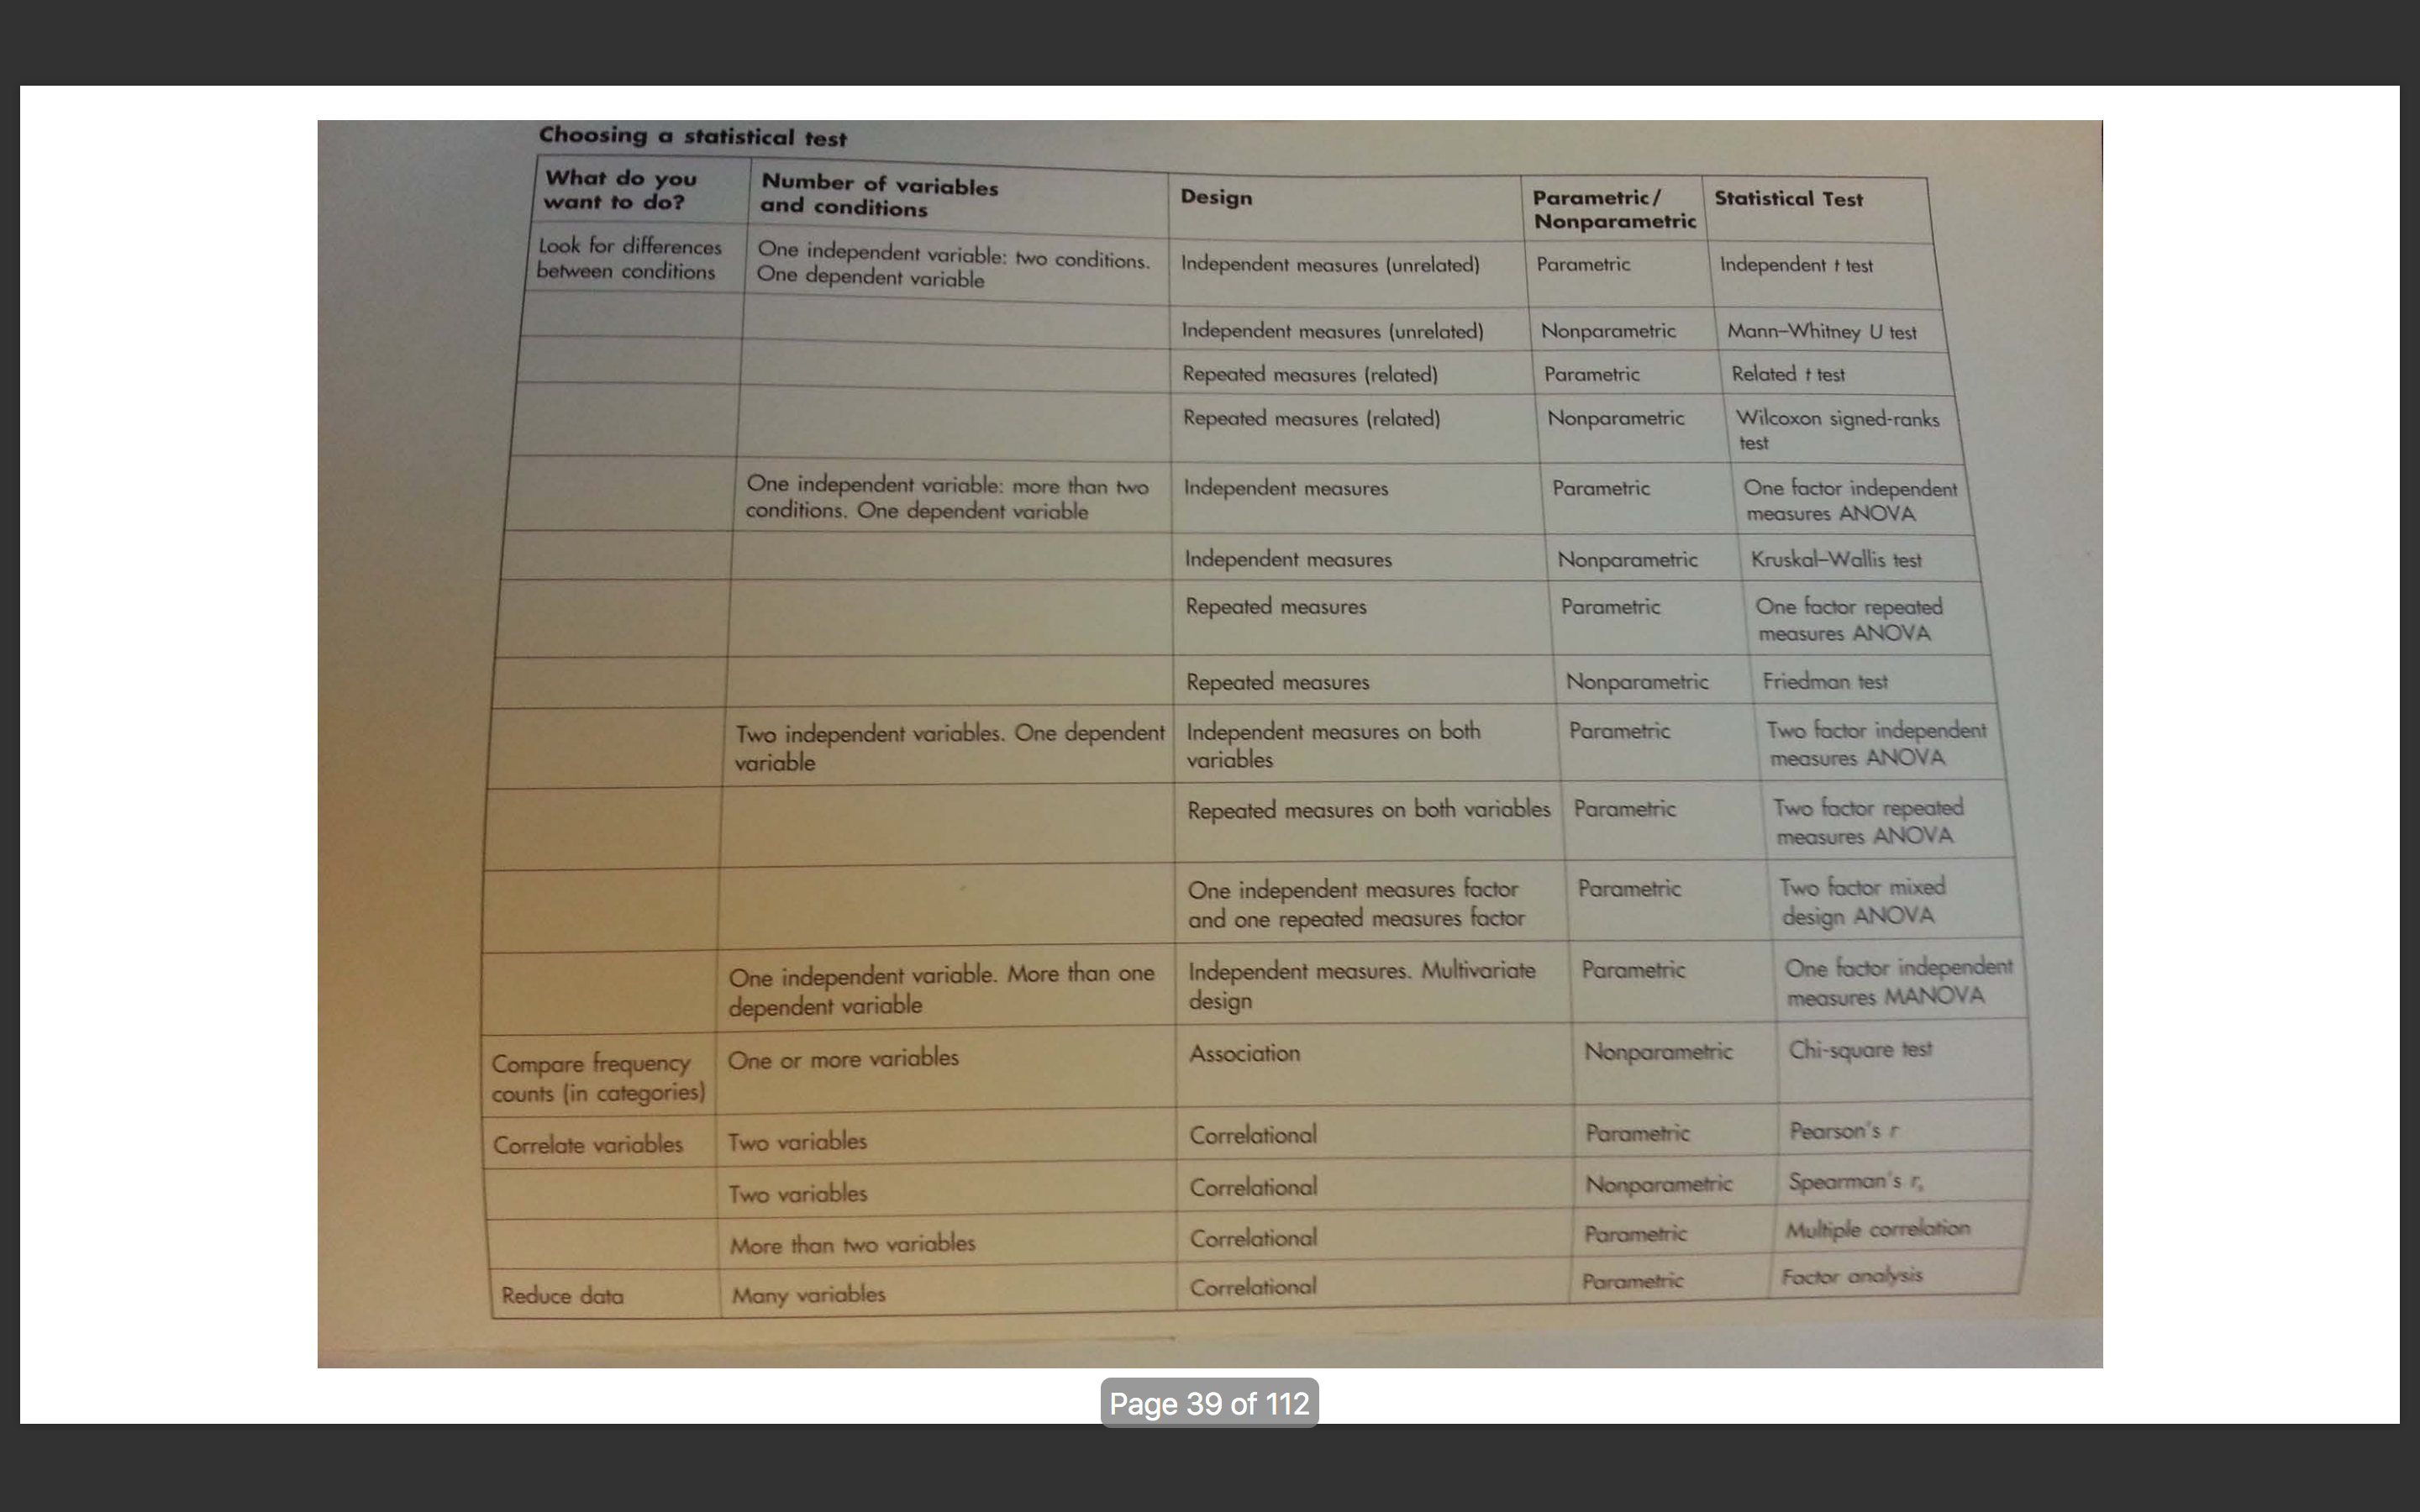 Choosing a statistical test
What do you
want to do?
Number of variables
and conditions
Design
Parametric/
Nonparametric
Statistical Test
Look for differences
between conditions
One independent variable: two conditions.
One dependent variable
Independent measures (unrelated)
Parametric
Independent t test
Independent measures (unrelated)
Nonparametric
Mann–Whitney U test
Repeated measures (related)
Parametric
Related t test
Repeated measures (related)
Nonparametric
Wilcoxon signed-ranks
test
One independent variable: more than two
conditions. One dependent variable
Independent measures
Parametric
One factor independent
measures ANOVA
Independent measures
Nonparametric
Kruskal–Wallis test
Repeated measures
Parametric
One factor repeated
measures ANOVA
Repeated measures
Nonparametric
Friedman test
Two independent variables. One dependent
variable
Independent measures on both
variables
Parametric
Two factor independent
measures ANOVA
Repeated measures on both variables
Parametric
Two factor repeated
measures ANOVA
One independent measures factor
and one repeated measures factor
Parametric
Two factor mixed
design ANOVA
One independent variable. More than one
dependent variable
Independent measures. Multivariate
design
Parametric
One factor independent
measures MANOVA
Compare frequency
counts (in categories)
One or more variables
Association
Nonparametric
Chi-square test
Correlate variables
Two variables
Correlational
Parametric
Pearson's r
Two variables
Correlational
Nonparametric
Spearman's rₛ
More than two variables
Correlational
Parametric
Multiple correlation
Reduce data
Many variables
Correlational
Parametric
Factor analysis
Page 39 of 112